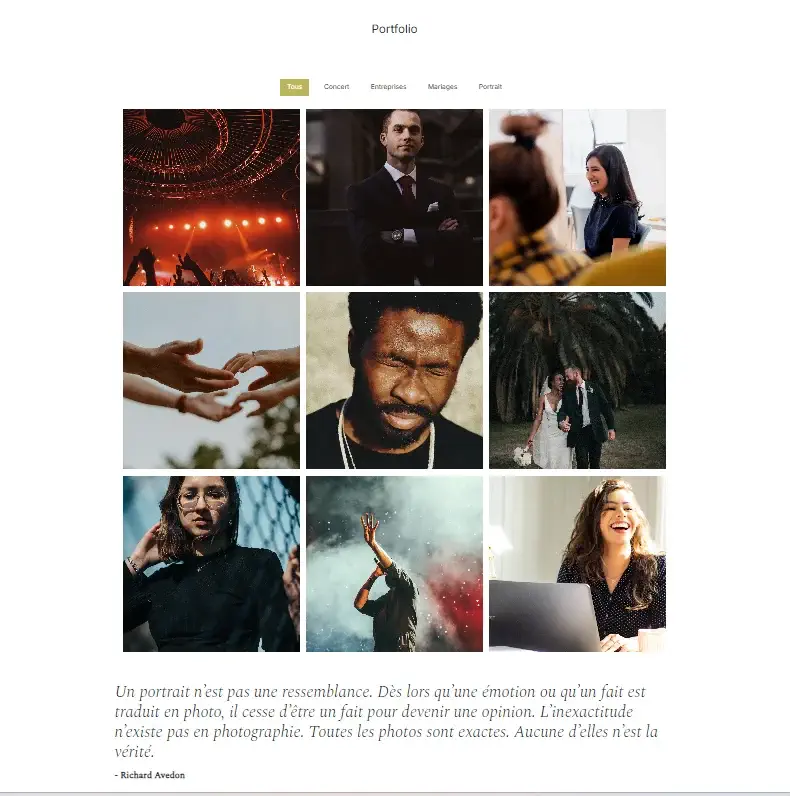 Portfolio
Tous Concert Entreprises Mariages Portrait
Un portrait n’est pas une ressemblance. Dès lors qu’une émotion ou qu’un fait est
traduit en photo, il cesse d’être un fait pour devenir une opinion. L’inexactitude
n’existe pas en photographie. Toutes les photos sont exactes. Aucune d’elles n’est la
vérité.
- Richard Avedon